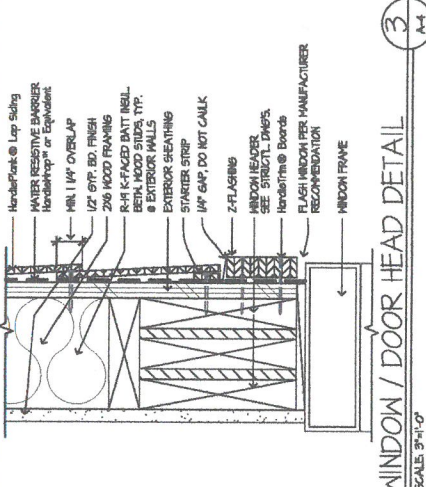 HardiePlank® Lap Siding
WATER RESISTIVE BARRIER
HardieWrap™ or Equivalent
MIN. 1 1/4" OVERLAP
1/2" GYP. BD. FINISH
2X6 WOOD FRAMING
R-19 K-FACED BATT INSUL.
BETW. WOOD STUDS, TYP.
@ EXTERIOR WALLS
EXTERIOR SHEATHING
STARTER STRIP
1/4" GAP, DO NOT CAULK
Z-FLASHING
WINDOW HEADER
SEE STRUCT'L DWG'S.
HardieTrim® Boards
FLASH WINDOW PER MANUFACTURER
RECOMMENDATION
WINDOW FRAME
WINDOW / DOOR HEAD DETAIL
SCALE: 3"=1'-0"
3
A-4